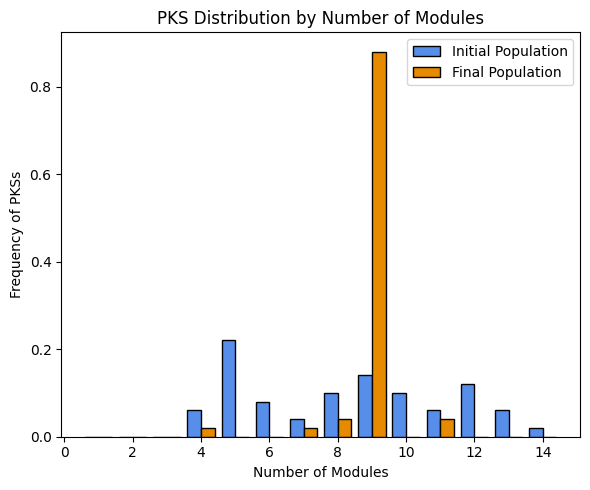 PKS Distribution by Number of Modules
Initial Population
Final Population
Frequency of PKSs
0.8
0.6
0.4
0.2
0.0
0 2 4 6 8 10 12 14
Number of Modules